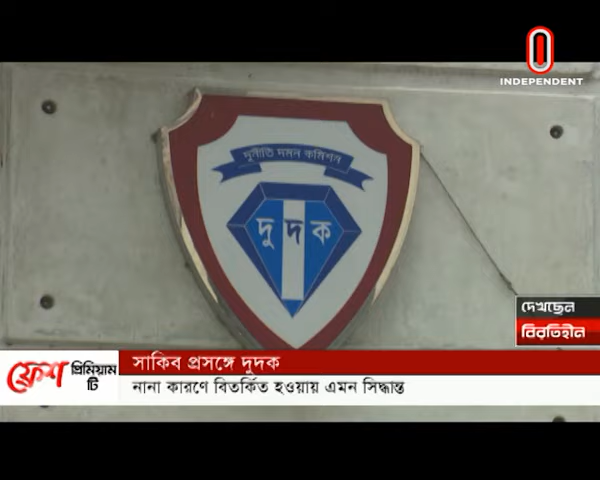 INDEPENDENT
দুর্নীতি দমন কমিশন
দুদক
দেখছেন
বিরতিহীন
ফ্রেশ প্রিমিয়াম টি
সাকিব প্রসঙ্গে দুদক
নানা কারণে বিতর্কিত হওয়ায় এমন সিদ্ধান্ত